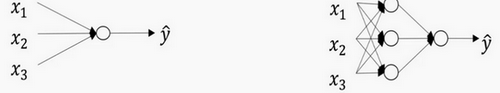 x₁
x₂
x₃
ŷ
x₁
x₂
x₃
ŷ